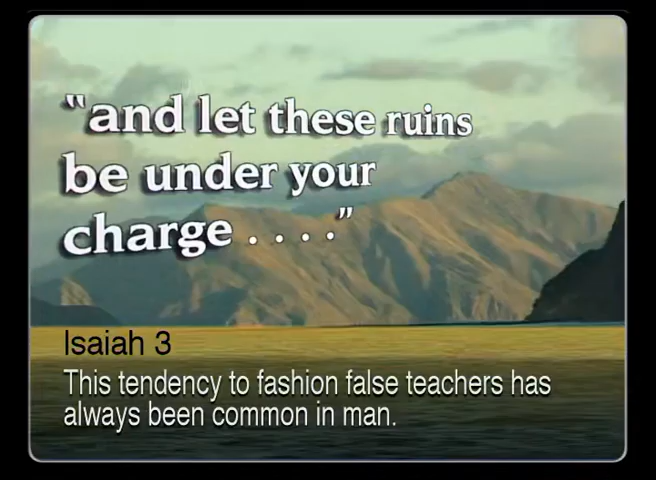 "and let these ruins
be under your
charge . . . ."
Isaiah 3
This tendency to fashion false teachers has
always been common in man.